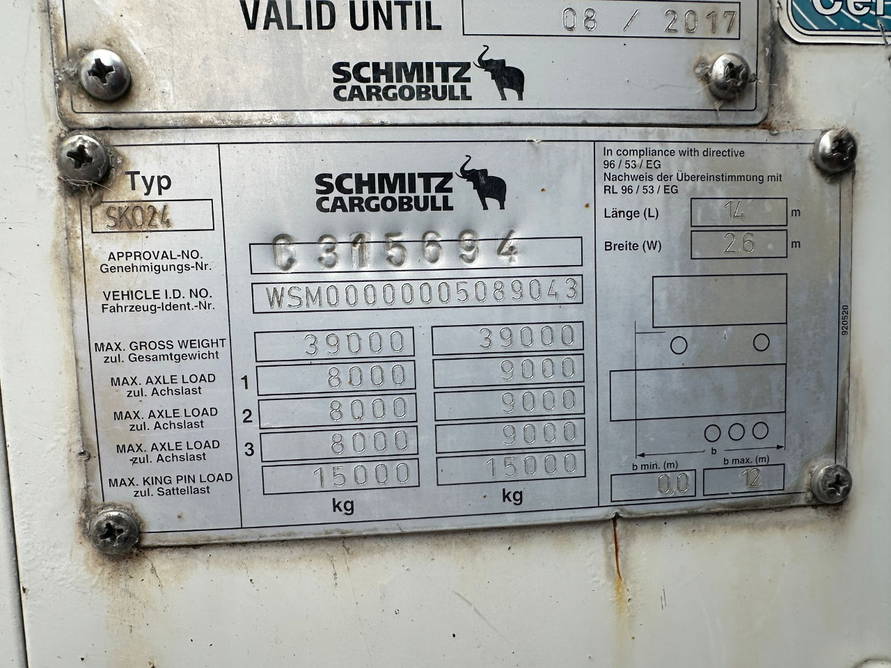 VALID UNTIL 08 / 2017
SCHMITZ
CARGOBULL
Typ
SKO24
SCHMITZ
CARGOBULL
In compliance with directive
96 / 53 / EG
Nachweis der Übereinstimmung mit
RL 96 / 53 / EG
Länge (L) 14 m
Breite (W) 2.6 m
APPROVAL-NO.
Genehmigungs-Nr.
C315694
VEHICLE I.D. NO.
Fahrzeug-Ident.-Nr.
WSM00000005089043
MAX. GROSS WEIGHT
zul. Gesamtgewicht
39000 39000
MAX. AXLE LOAD
zul. Achslast
1 8000 9000
MAX. AXLE LOAD
zul. Achslast
2 8000 9000
MAX. AXLE LOAD
zul. Achslast
3 8000 9000
MAX. KING PIN LOAD
zul. Sattellast
15000 15000
kg kg
b
b min. (m) b max. (m)
0,0 12
920520